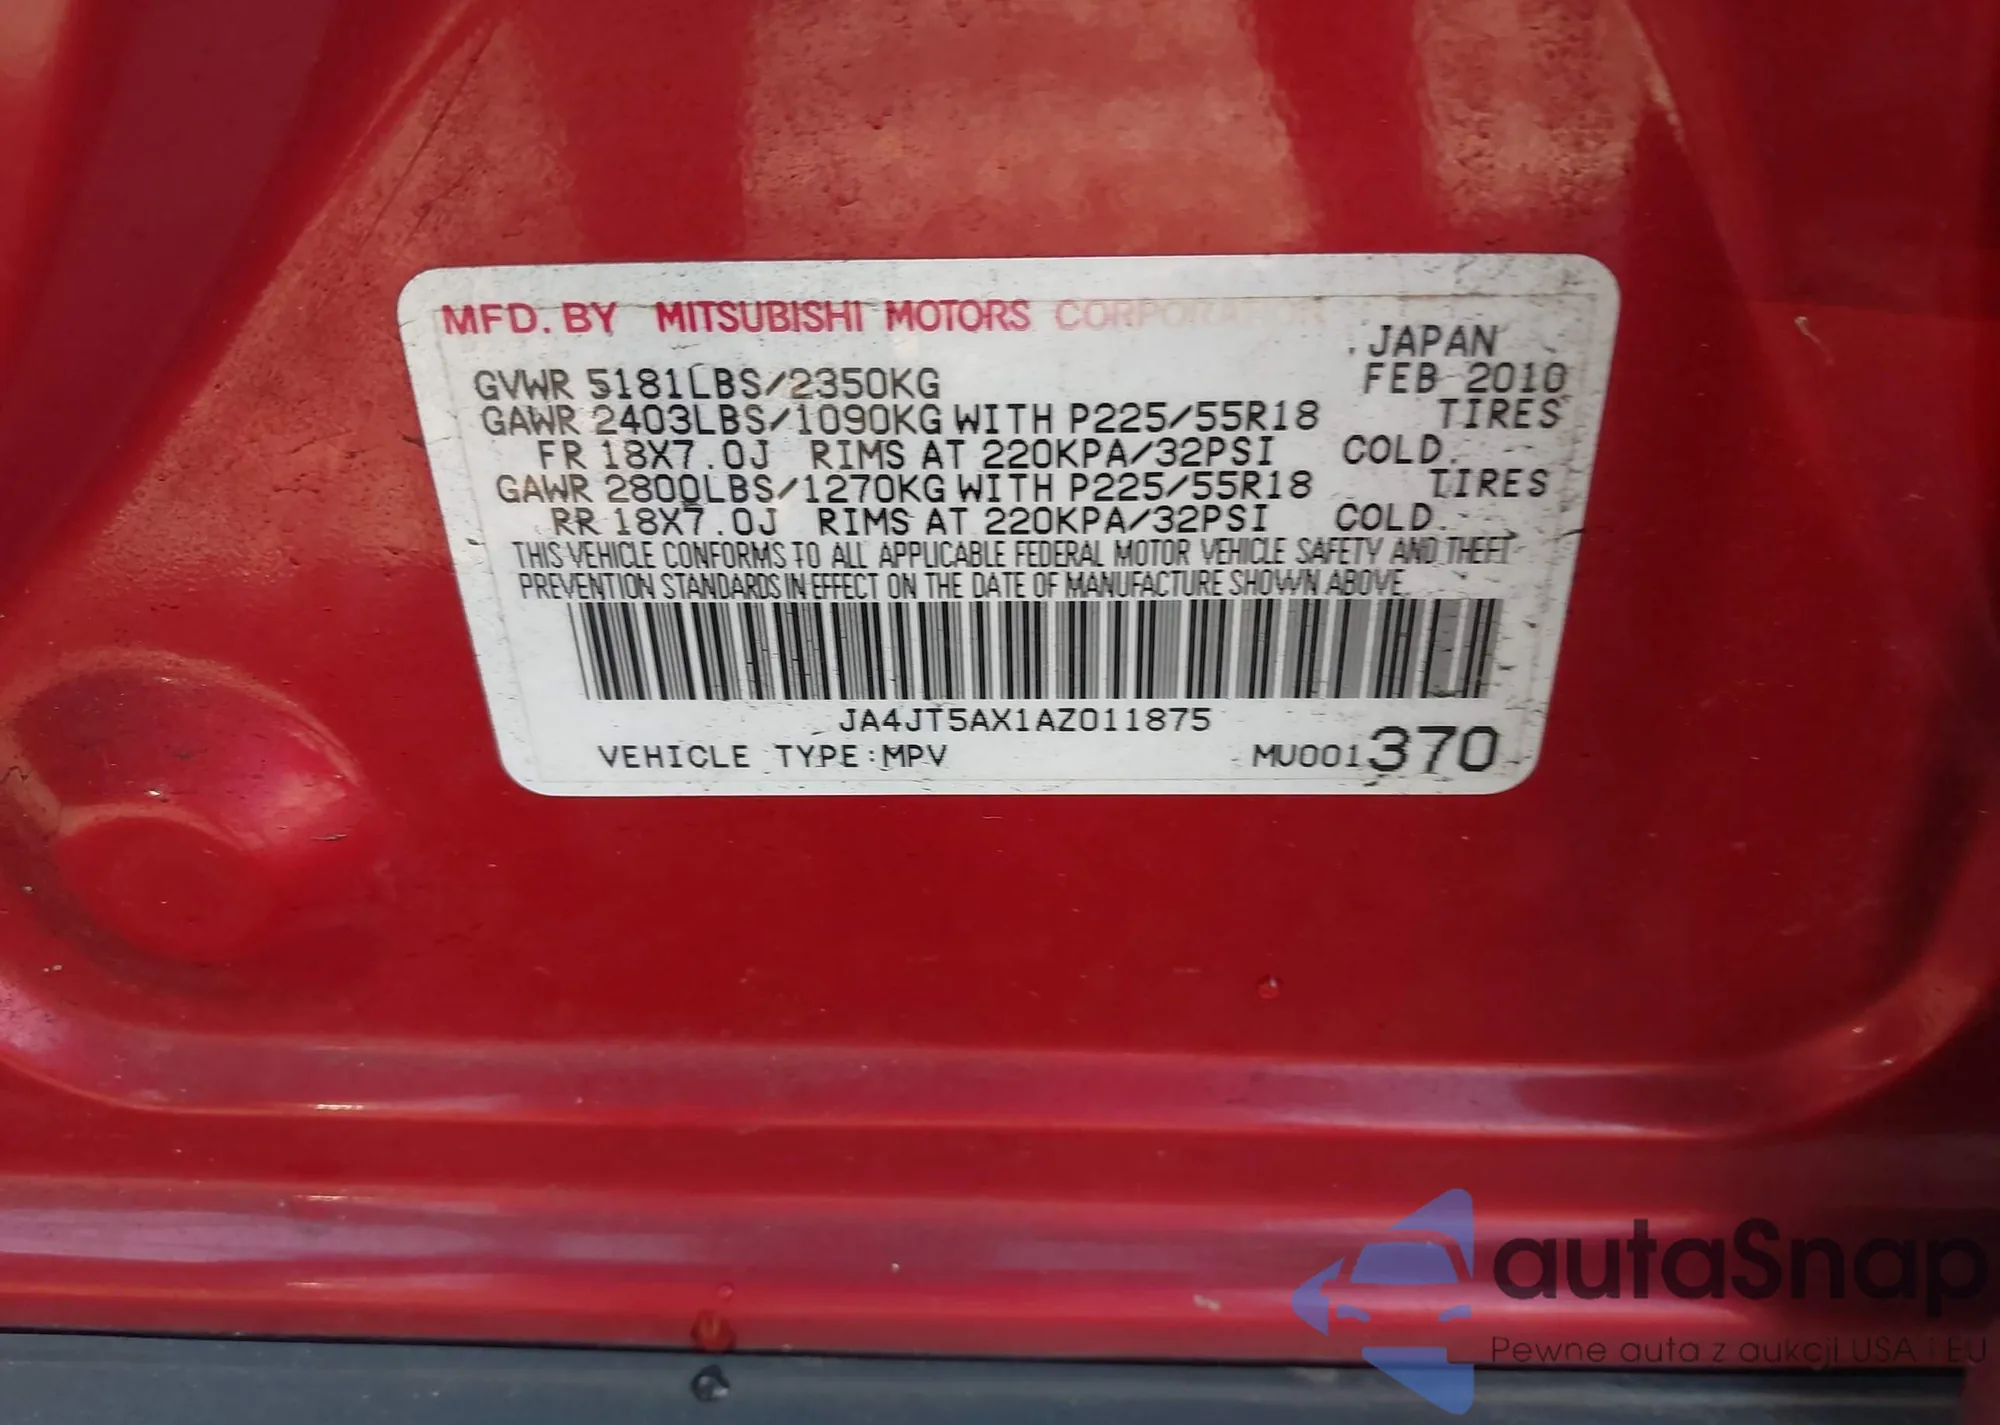 MFD. BY MITSUBISHI MOTORS CORPORATION
JAPAN
GVWR 5181LBS/2350KG FEB 2010
GAWR 2403LBS/1090KG WITH P225/55R18 TIRES
FR 18X7.0J RIMS AT 220KPA/32PSI COLD.
GAWR 2800LBS/1270KG WITH P225/55R18 TIRES
RR 18X7.0J RIMS AT 220KPA/32PSI COLD.
THIS VEHICLE CONFORMS TO ALL APPLICABLE FEDERAL MOTOR VEHICLE SAFETY AND THEFT
PREVENTION STANDARDS IN EFFECT ON THE DATE OF MANUFACTURE SHOWN ABOVE.
JA4JT5AX1AZ011875
VEHICLE TYPE:MPV MU001370
autaSnap
Pewne auta z aukcji USA i EU